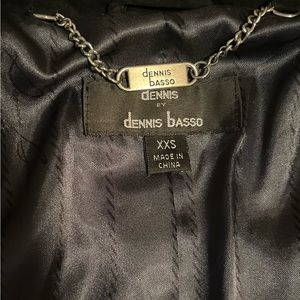 dennis
basso
dennis
BY
dennis basso
XXS
MADE IN
CHINA